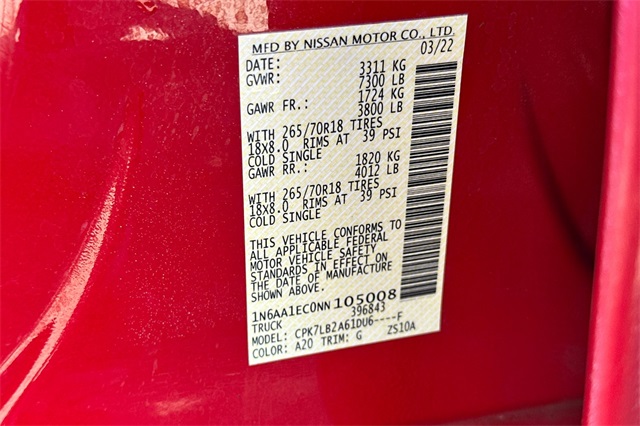 MFD BY NISSAN MOTOR CO., LTD.
03/22
DATE:
GVWR: 3311 KG
7300 LB
GAWR FR.: 1724 KG
3800 LB
WITH 265/70R18 TIRES
18X8.0 RIMS AT 39 PSI
COLD SINGLE
GAWR RR.: 1820 KG
4012 LB
WITH 265/70R18 TIRES
18X8.0 RIMS AT 39 PSI
COLD SINGLE
THIS VEHICLE CONFORMS TO
ALL APPLICABLE FEDERAL
MOTOR VEHICLE SAFETY
STANDARDS IN EFFECT ON
THE DATE OF MANUFACTURE
SHOWN ABOVE.
1N6AA1EC0NN105008
TRUCK 396843
MODEL: CPK7LB2A61DU6----F
COLOR: A20 TRIM: G ZS10A